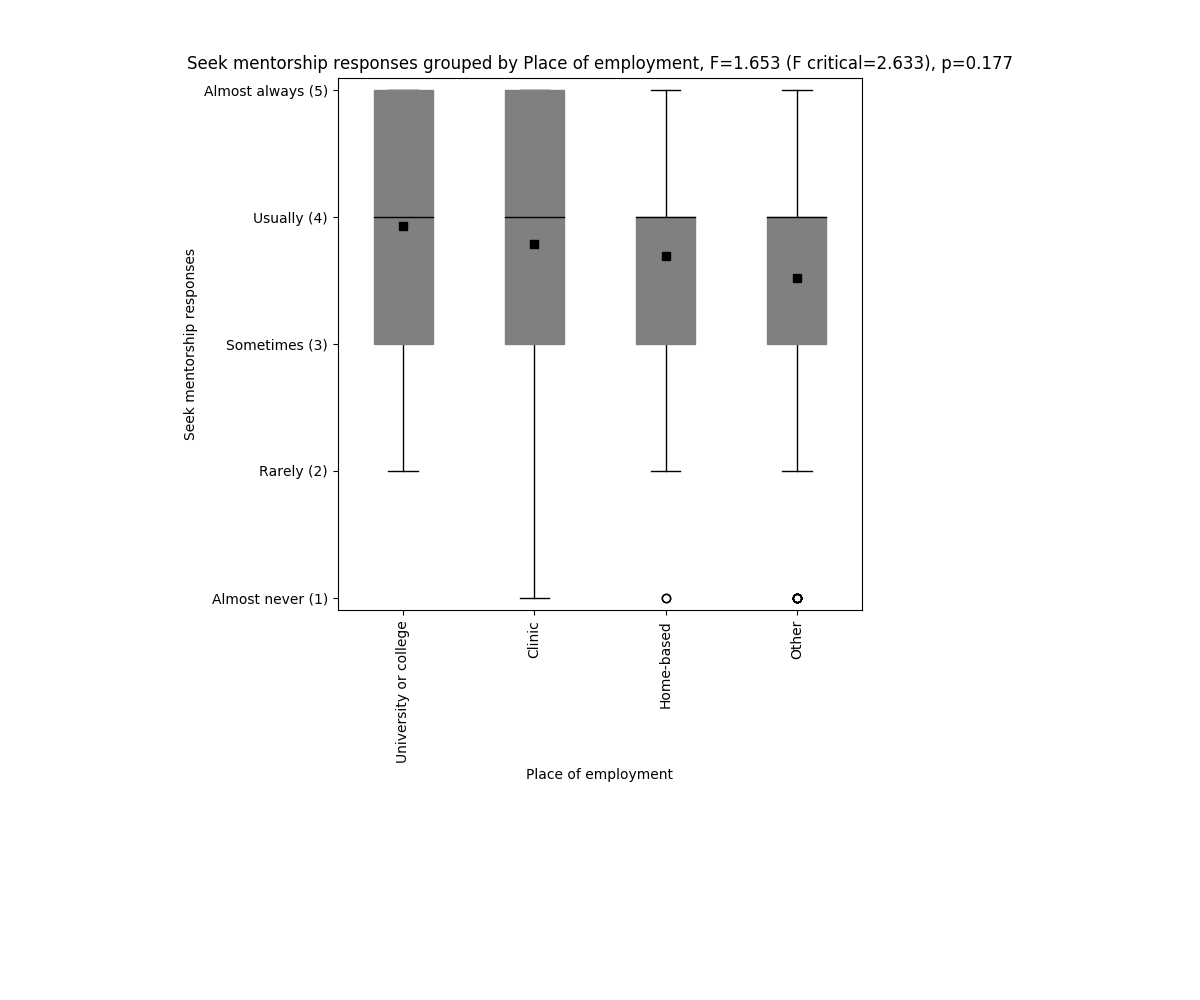 Seek mentorship responses grouped by Place of employment, F=1.653 (F critical=2.633), p=0.177
Almost always (5)
Usually (4)
Sometimes (3)
Rarely (2)
Almost never (1)
Seek mentorship responses
University or college
Clinic
Home-based
Other
Place of employment